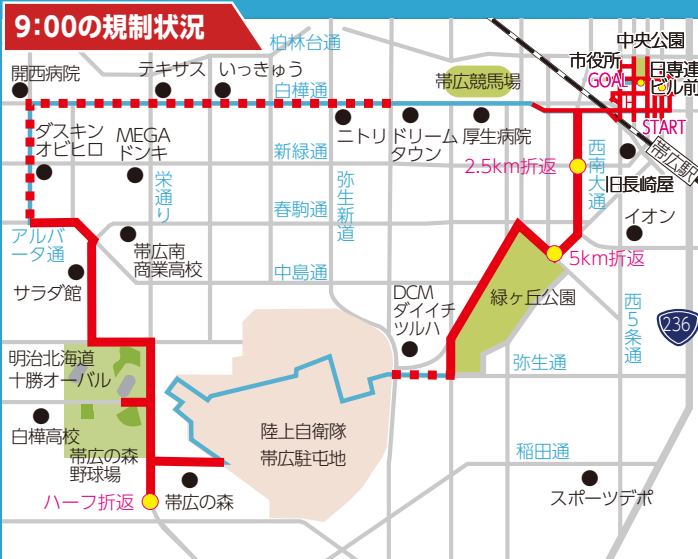 9:00の規制状況
柏林台通
中央公園
市役所
日専連
ビル前
GOAL
START
開西病院
テキサス
いっきゅう
白樺通
帯広競馬場
ダスキン
オビヒロ
MEGA
ドンキ
ニトリ
ドリーム
タウン
厚生病院
新緑通
2.5km折返
西南大通
帯広駅
旧長崎屋
栄通り
弥生新道
春駒通
イオン
アルバ
ータ通
帯広南
商業高校
中島通
5km折返
サラダ館
DCM
ダイイチ
ツルハ
緑ヶ丘公園
西5条通
236
明治北海道
十勝オーバル
弥生通
白樺高校
帯広の森
野球場
陸上自衛隊
帯広駐屯地
稲田通
ハーフ折返
帯広の森
スポーツデポ